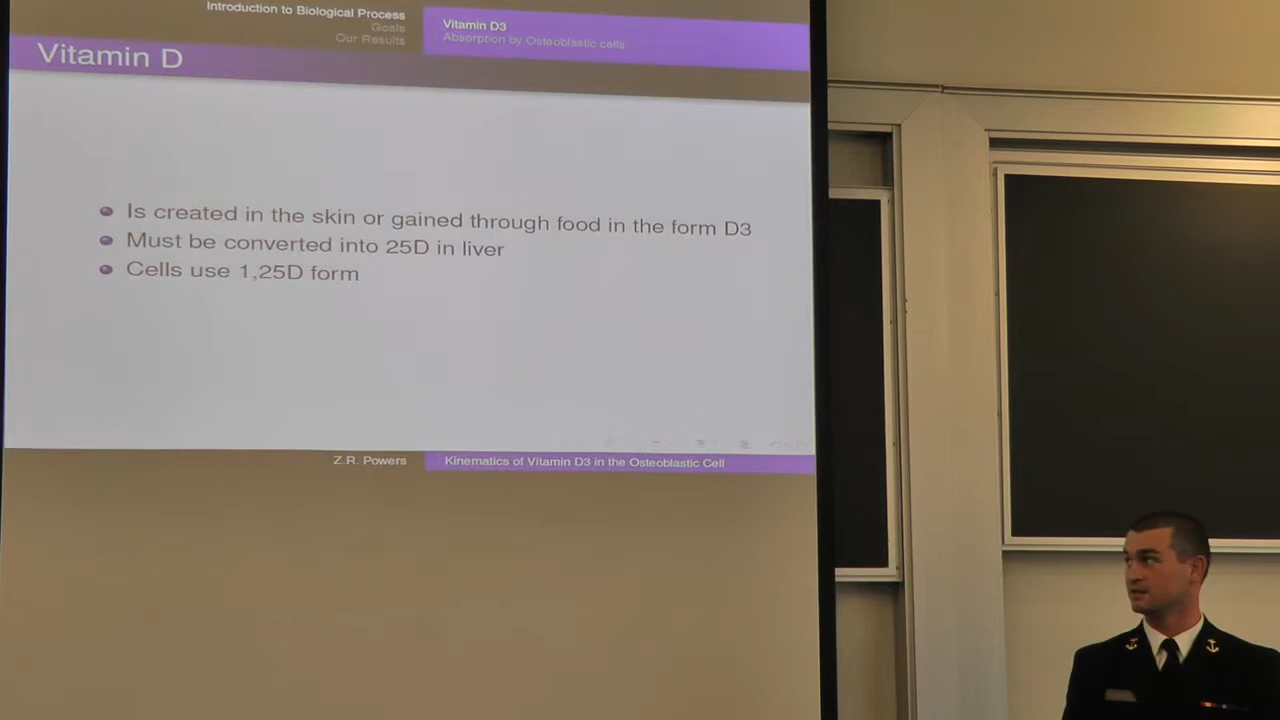 Introduction to Biological Process
Goals
Our Results
Vitamin D3
Absorption by Osteoblastic cells
Vitamin D
Is created in the skin or gained through food in the form D3
Must be converted into 25D in liver
Cells use 1,25D form
Z.R. Powers
Kinematics of Vitamin D3 in the Osteoblastic Cell